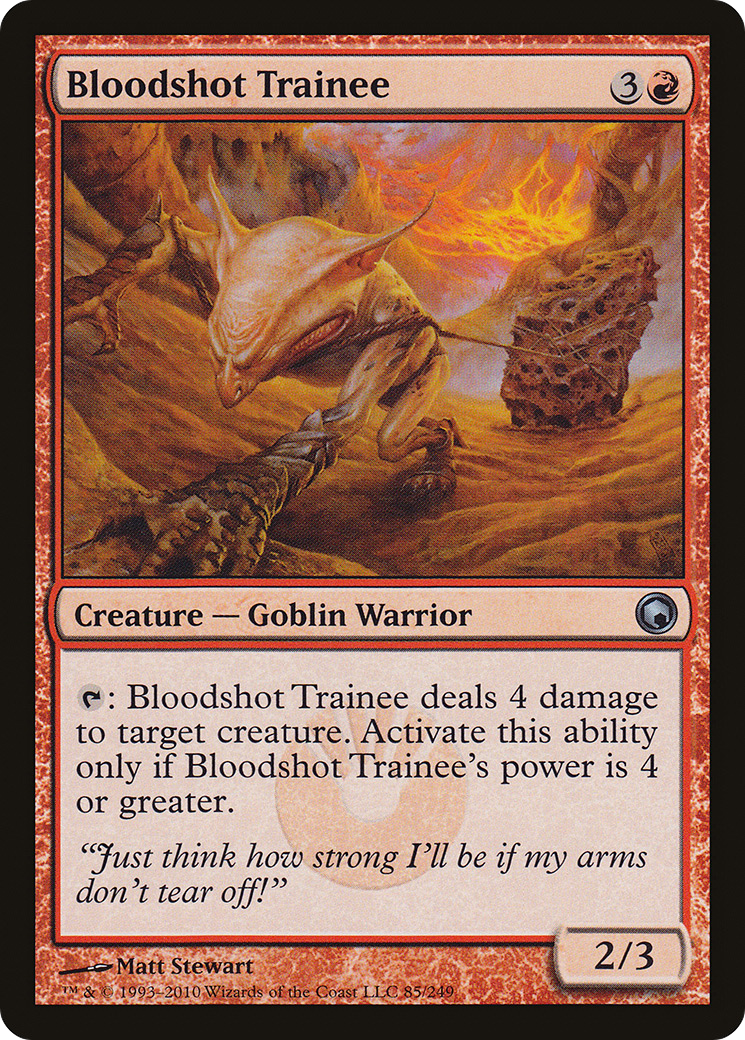 Bloodshot Trainee 3
Creature — Goblin Warrior
: Bloodshot Trainee deals 4 damage
to target creature. Activate this ability
only if Bloodshot Trainee's power is 4
or greater.
“Just think how strong I'll be if my arms
don't tear off!”
2/3
Matt Stewart
™ & © 1993–2010 Wizards of the Coast LLC 85/249